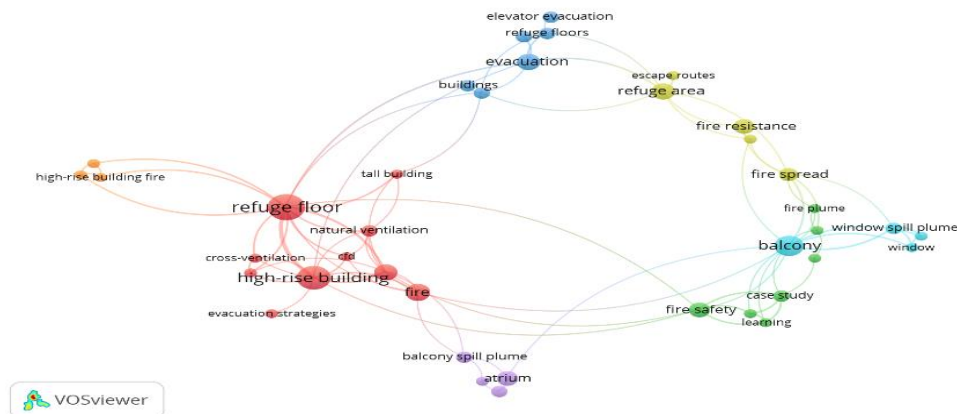 elevator evacuation
refuge floors
evacuation
escape routes
buildings
refuge area
fire resistance
tall building
fire spread
high-rise building fire
refuge floor
fire plume
natural ventilation
window spill plume
balcony
window
cross-ventilation
cfd
high-rise building
fire
case study
fire safety
evacuation strategies
learning
balcony spill plume
atrium
VOSviewer